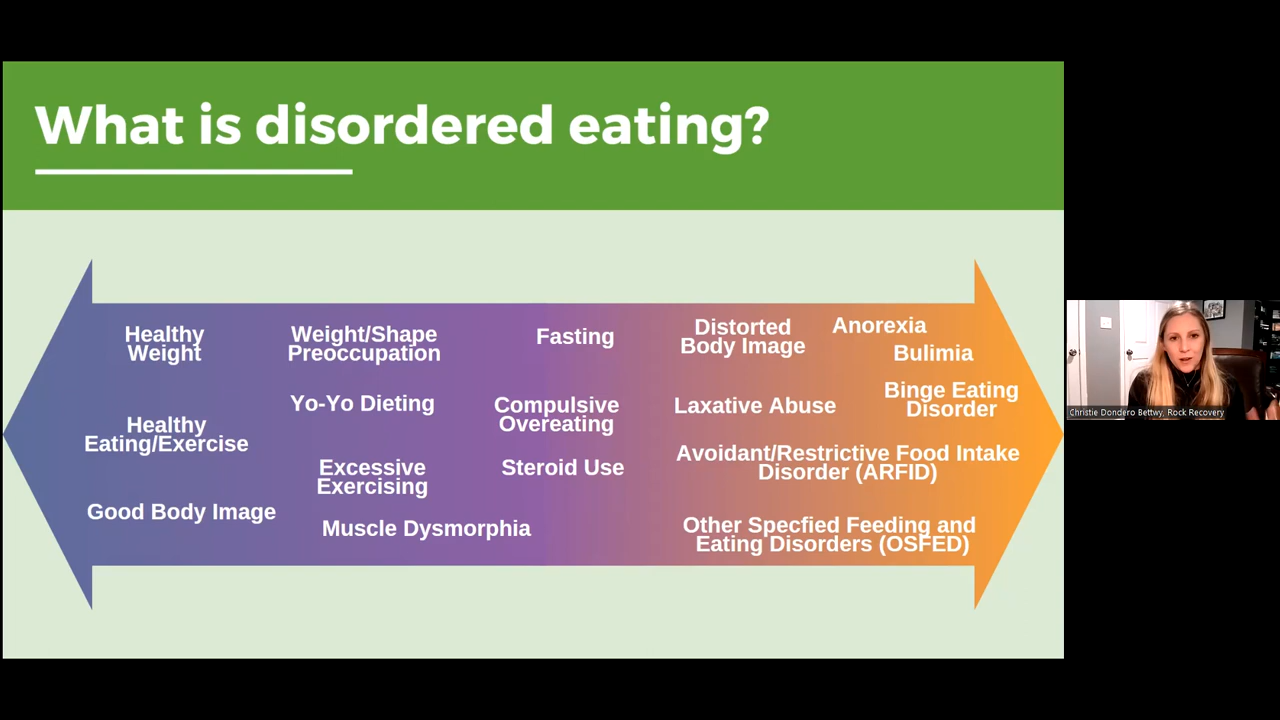 What is disordered eating?
Healthy
Weight
Healthy
Eating/Exercise
Good Body Image
Weight/Shape
Preoccupation
Yo-Yo Dieting
Excessive
Exercising
Muscle Dysmorphia
Fasting
Compulsive
Overeating
Steroid Use
Distorted
Body Image
Laxative Abuse
Anorexia
Bulimia
Binge Eating
Disorder
Avoidant/Restrictive Food Intake
Disorder (ARFID)
Other Specfied Feeding and
Eating Disorders (OSFED)
Christie Dondero Bettwy, Rock Recovery